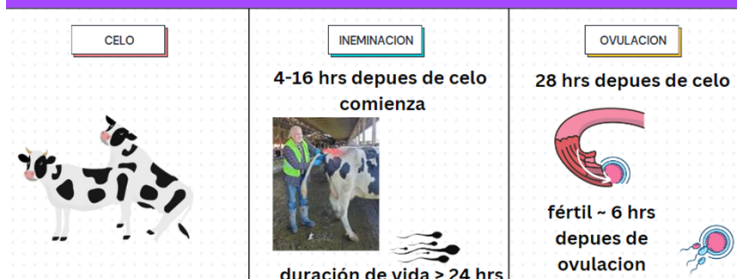 CELO
INEMINACION
4-16 hrs depues de celo
comienza
duración de vida > 24 hrs
OVULACION
28 hrs depues de celo
fértil ~ 6 hrs
depues de
ovulacion